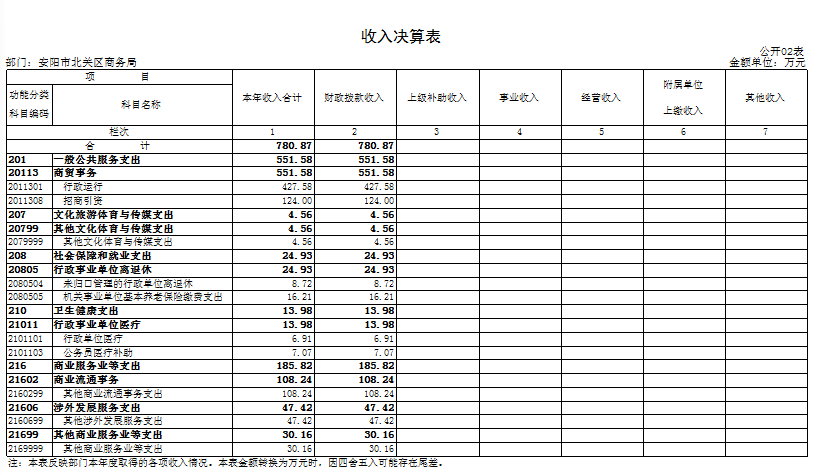 收入决算表
公开02表
部门：安阳市北关区商务局 金额单位：万元
项 目 本年收入合计 财政拨款收入 上级补助收入 事业收入 经营收入 附属单位上缴收入 其他收入
功能分类科目编码 科目名称
栏次 1 2 3 4 5 6 7
合 计 780.87 780.87
201 一般公共服务支出 551.58 551.58
20113 商贸事务 551.58 551.58
2011301 行政运行 427.58 427.58
2011308 招商引资 124.00 124.00
207 文化旅游体育与传媒支出 4.56 4.56
20799 其他文化体育与传媒支出 4.56 4.56
2079999 其他文化体育与传媒支出 4.56 4.56
208 社会保障和就业支出 24.93 24.93
20805 行政事业单位离退休 24.93 24.93
2080504 未归口管理的行政单位离退休 8.72 8.72
2080505 机关事业单位基本养老保险缴费支出 16.21 16.21
210 卫生健康支出 13.98 13.98
21011 行政事业单位医疗 13.98 13.98
2101101 行政单位医疗 6.91 6.91
2101103 公务员医疗补助 7.07 7.07
216 商业服务业等支出 185.82 185.82
21602 商业流通事务 108.24 108.24
2160299 其他商业流通事务支出 108.24 108.24
21606 涉外发展服务支出 47.42 47.42
2160699 其他涉外发展服务支出 47.42 47.42
21699 其他商业服务业等支出 30.16 30.16
2169999 其他商业服务业等支出 30.16 30.16
注：本表反映部门本年度取得的各项收入情况。本表金额转换为万元时，因四舍五入可能存在尾差。